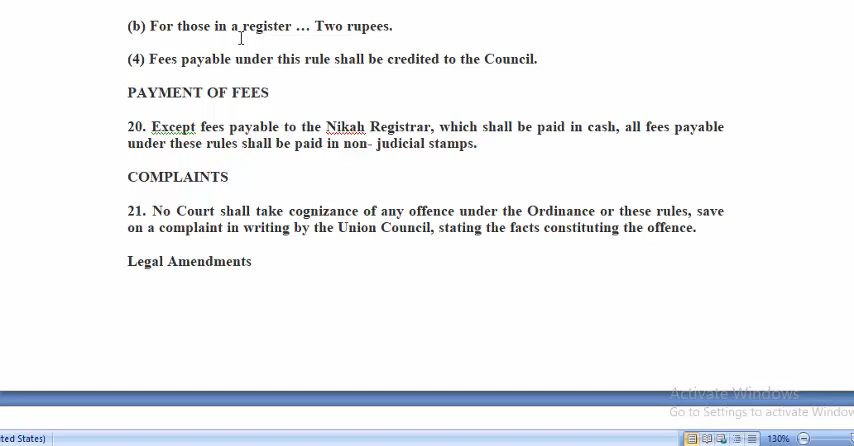 (b) For those in a register … Two rupees.
(4) Fees payable under this rule shall be credited to the Council.
PAYMENT OF FEES
20. Except fees payable to the Nikah Registrar, which shall be paid in cash, all fees payable
under these rules shall be paid in non- judicial stamps.
COMPLAINTS
21. No Court shall take cognizance of any offence under the Ordinance or these rules, save
on a complaint in writing by the Union Council, stating the facts constituting the offence.
Legal Amendments
Activate Windows
Go to Settings to activate Window
ted States)
130%